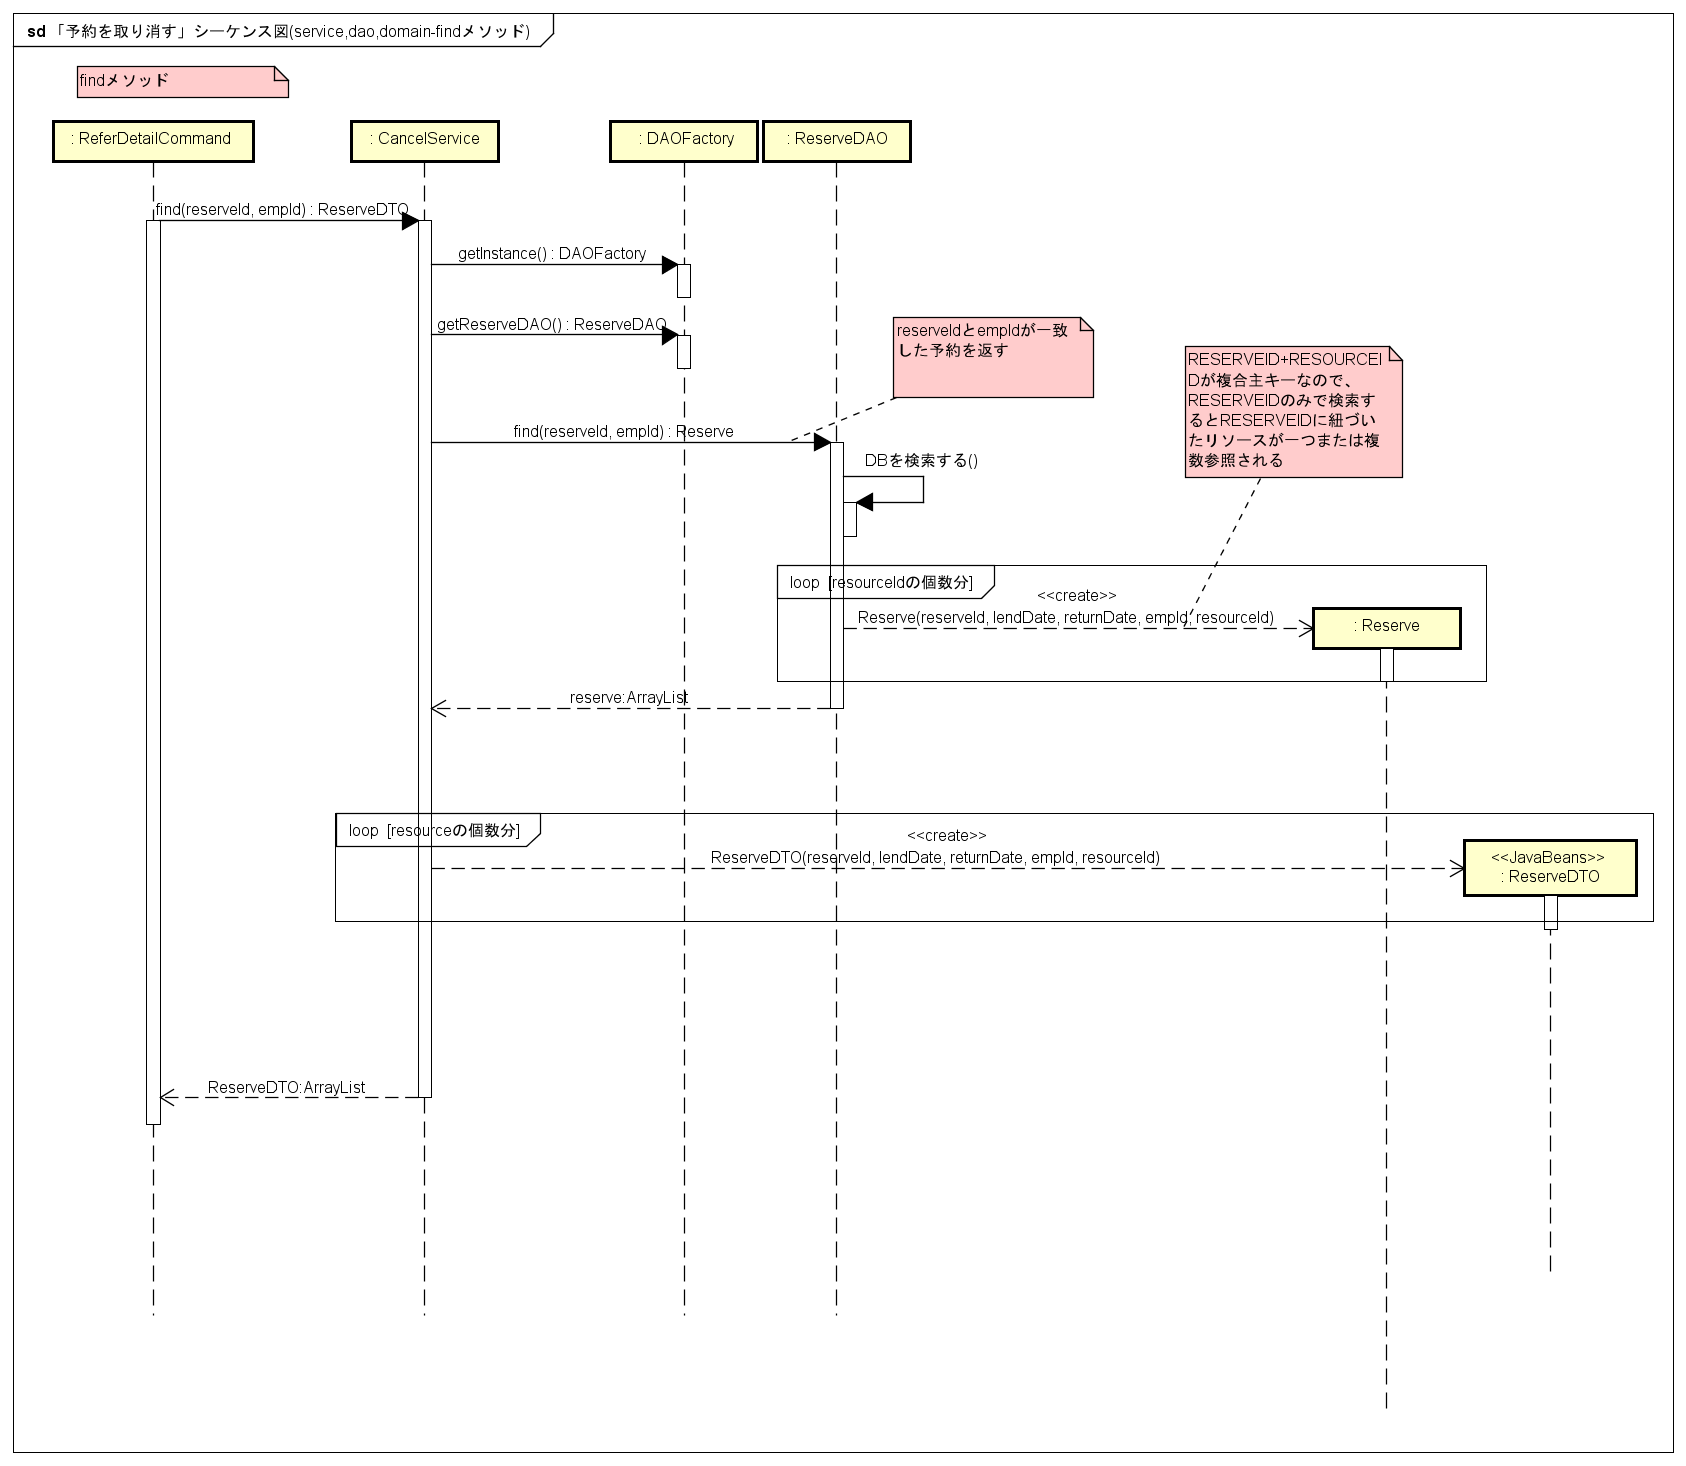 sd 「予約を取り消す」シーケンス図(service,dao,domain-findメソッド)
findメソッド
: ReferDetailCommand
: CancelService
: DAOFactory
: ReserveDAO
find(reserveId, empId) : ReserveDTO
getInstance() : DAOFactory
getReserveDAO() : ReserveDAO
reserveIdとempIdが一致
した予約を返す
RESERVEID+RESOURCEI
Dが複合主キーなので、
RESERVEIDのみで検索す
るとRESERVEIDに紐づい
たリソースが一つまたは複
数参照される
find(reserveId, empId) : Reserve
DBを検索する()
loop [resourceIdの個数分]
<<create>>
Reserve(reserveId, lendDate, returnDate, empId, resourceId)
: Reserve
reserve:ArrayList
loop [resourceの個数分]
<<create>>
ReserveDTO(reserveId, lendDate, returnDate, empId, resourceId)
<<JavaBeans>>
: ReserveDTO
ReserveDTO:ArrayList